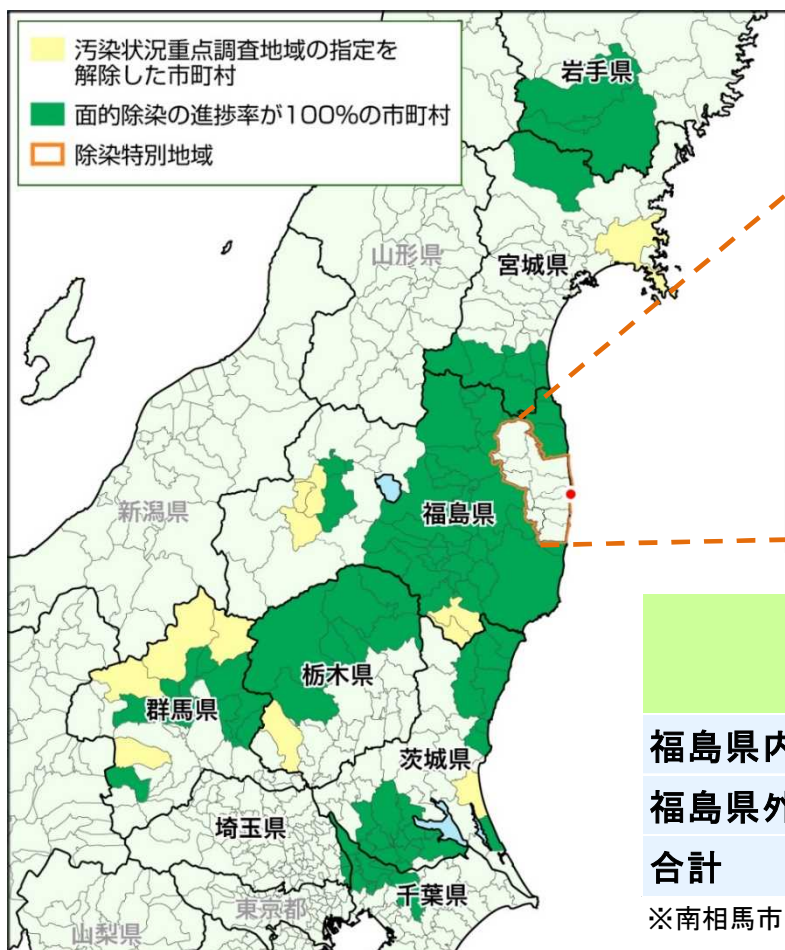 汚染状況重点調査地域の指定を
解除した市町村
面的除染の進捗率が100%の市町村
除染特別地域
岩手県
山形県
宮城県
新潟県
福島県
栃木県
群馬県
茨城県
埼玉県
千葉県
東京都
山梨県
福島県内
福島県外
合計
※南相馬市